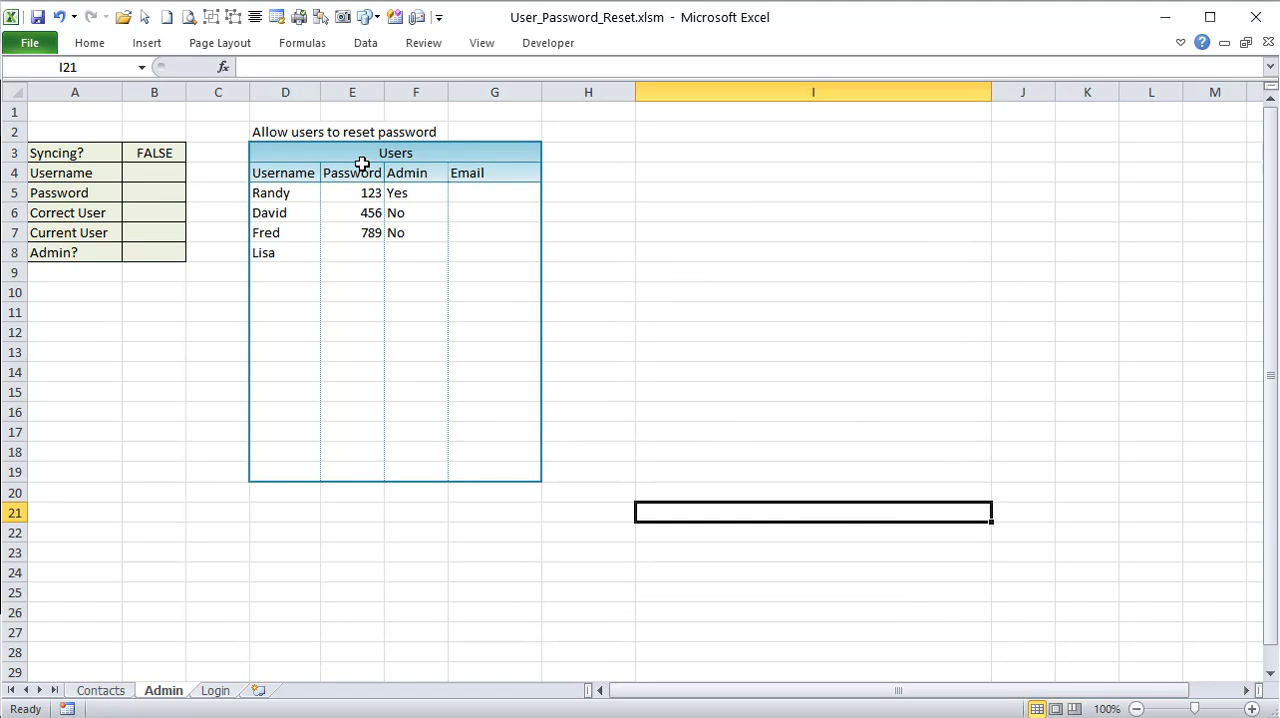 User_Password_Reset.xlsm - Microsoft Excel
File Home Insert Page Layout Formulas Data Review View Developer
I21 fx
A B C D E F G H I J K L M
1
2 Allow users to reset password
3 Syncing? FALSE Users
4 Username Username Password Admin Email
5 Password Randy 123 Yes
6 Correct User David 456 No
7 Current User Fred 789 No
8 Admin? Lisa
9
10
11
12
13
14
15
16
17
18
19
20
21
22
23
24
25
26
27
28
29
Contacts Admin Login
Ready 100%